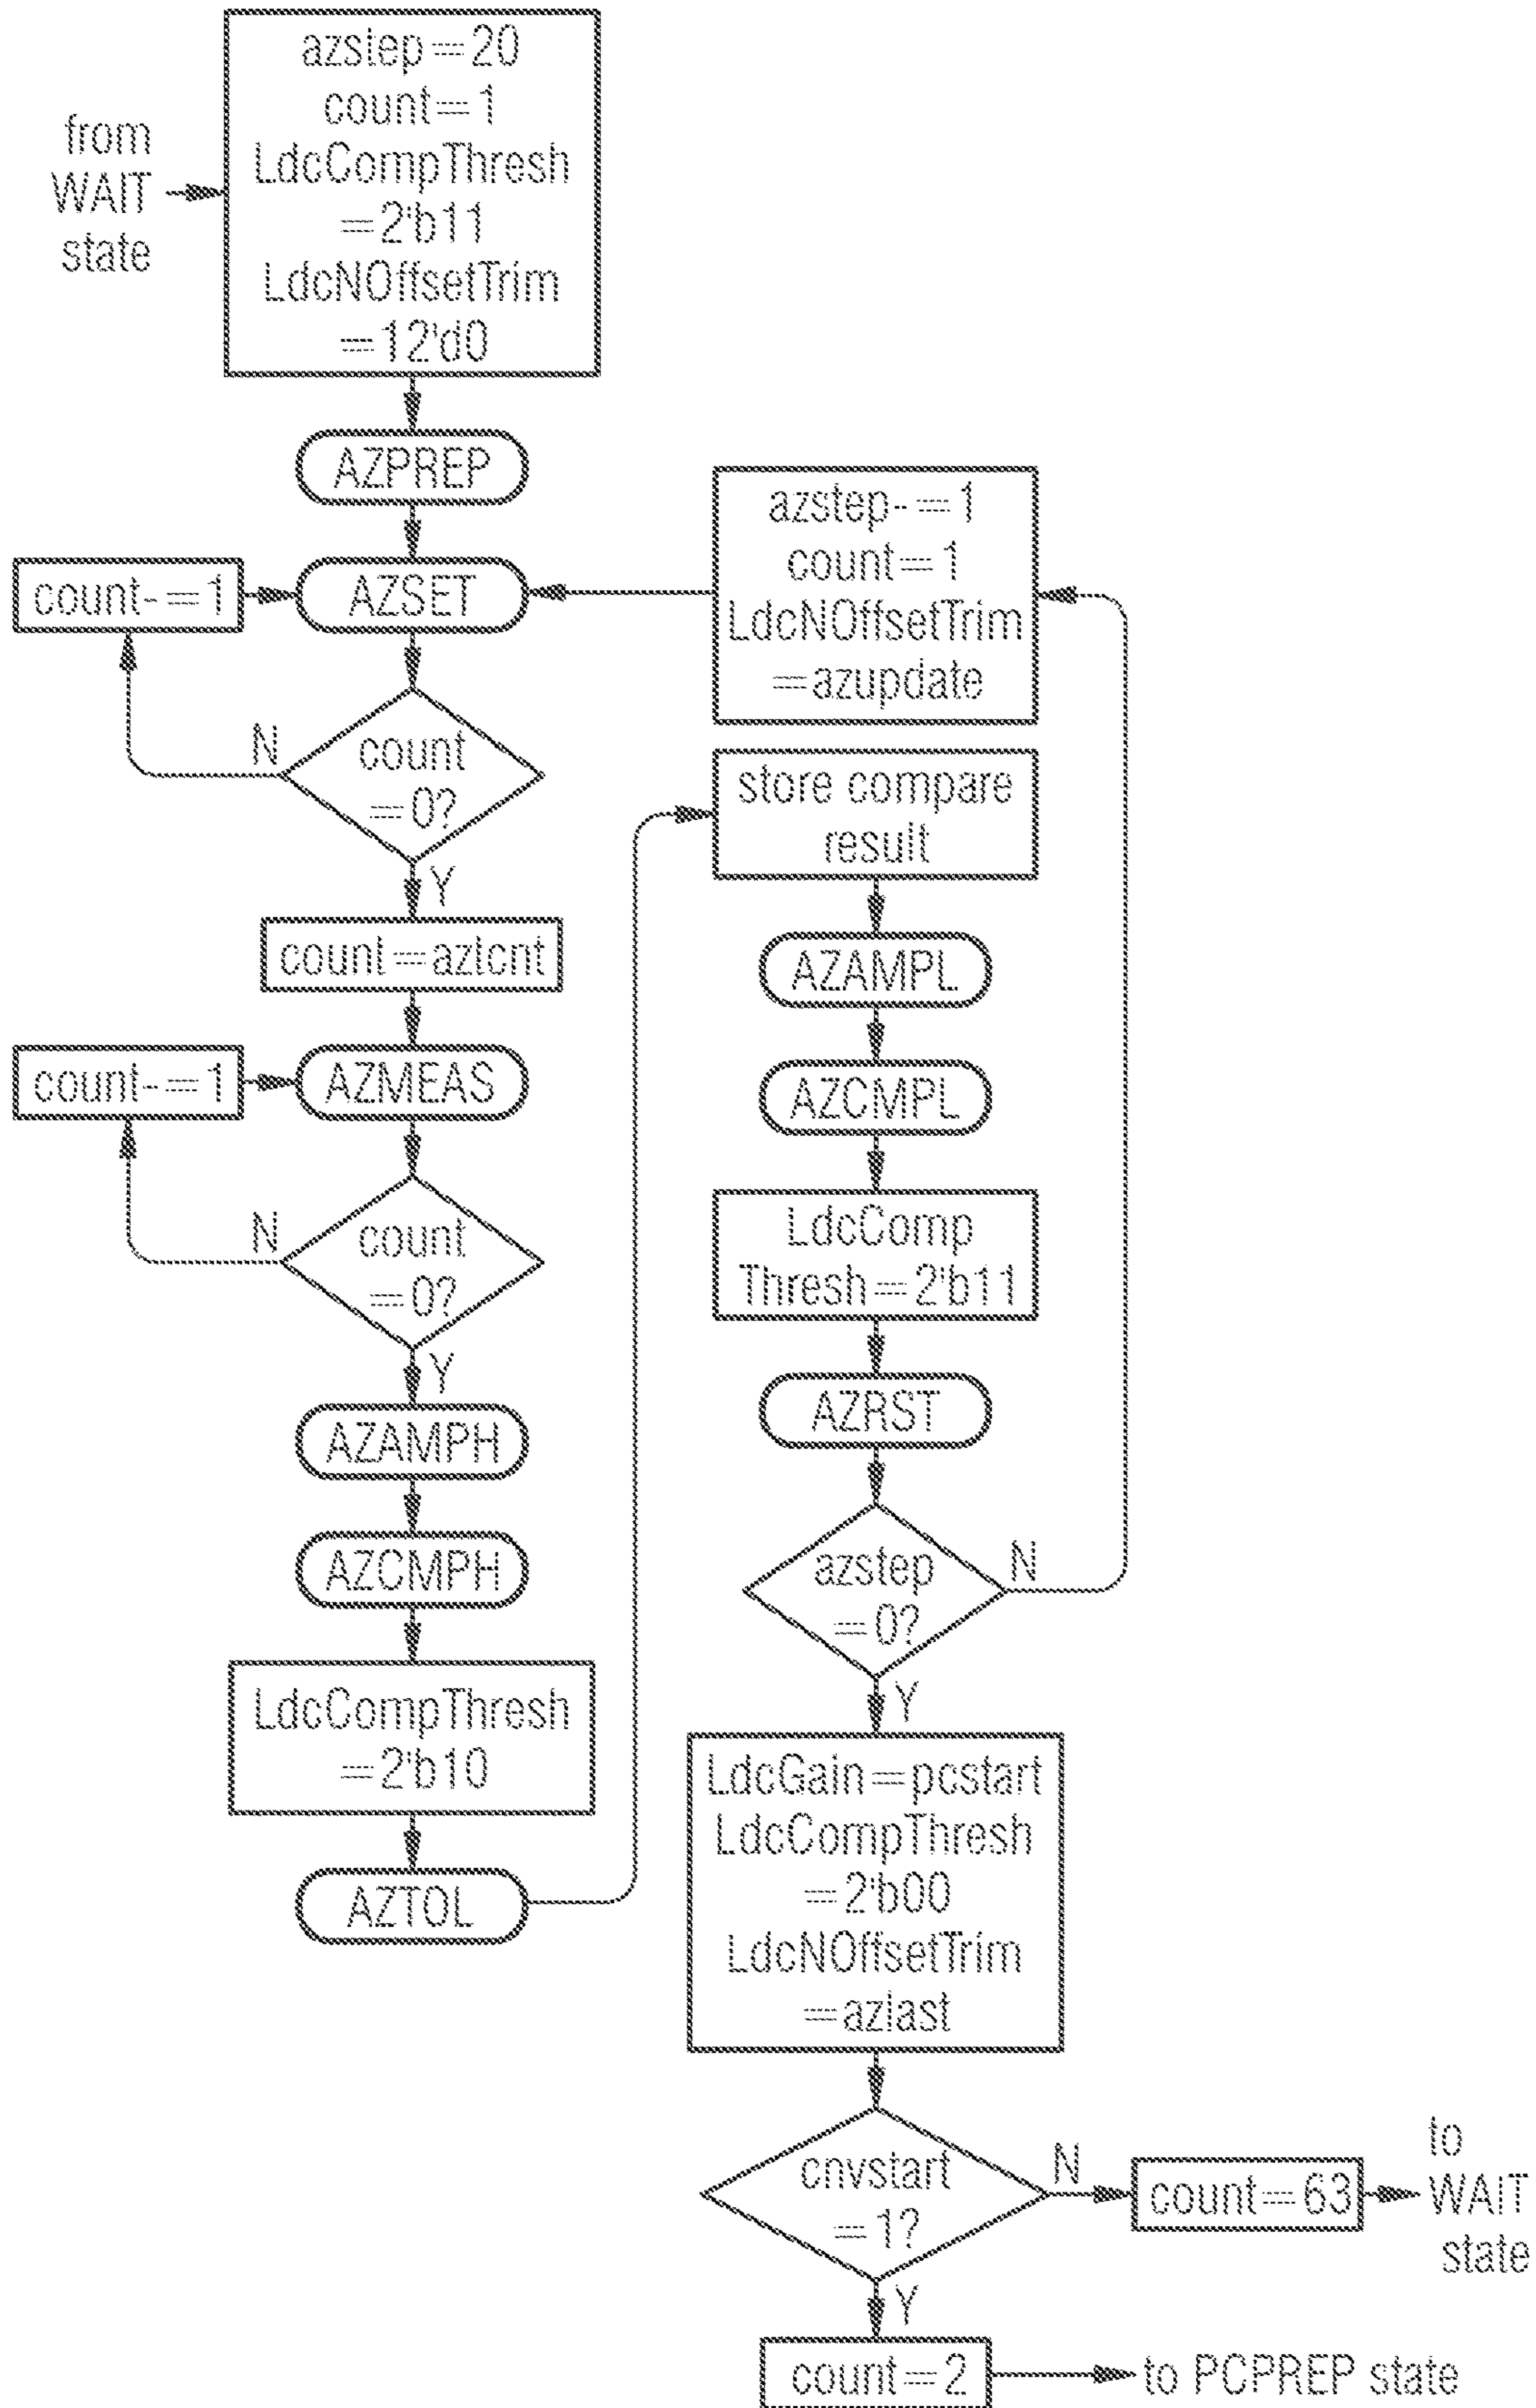 from
WAIT
state
azstep=20
count=1
LdcCompThresh
=2'b11
LdcNOffsetTrim
=12'd0
AZPREP
count-=1
AZSET
N
count
=0?
Y
count=aztcnt
count-=1
AZMEAS
N
count
=0?
Y
AZAMPH
AZCMPH
LdcCompThresh
=2'b10
AZTOL
azstep-=1
count=1
LdcNOffsetTrim
=azupdate
store compare
result
AZAMPL
AZCMPL
LdcComp
Thresh=2'b11
AZRST
azstep
=0?
N
Y
LdcGain=pcstart
LdcCompThresh
=2'b00
LdcNOffsetTrim
=azlast
cnvstart
=1?
N
count=63
to
WAIT
state
Y
count=2
to PCPREP state